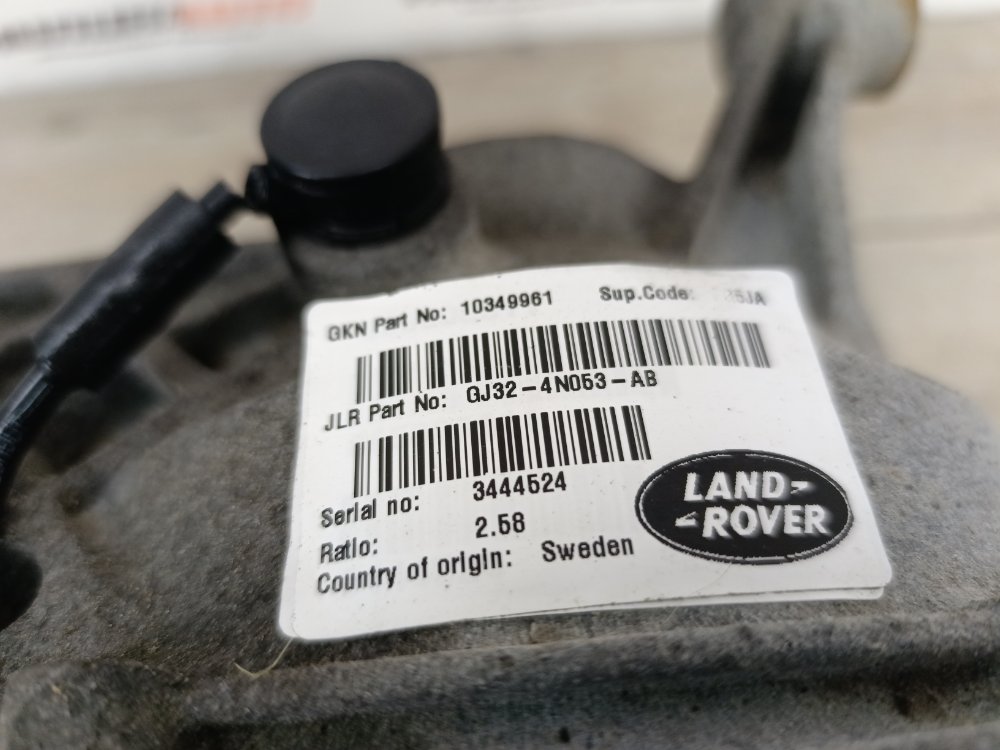 GKN Part No: 10349961 Sup.Code:
JLR Part No: GJ32-4N053-AB
Serial no: 3444524
Ratio: 2.58
Country of origin: Sweden
LAND-
-ROVER